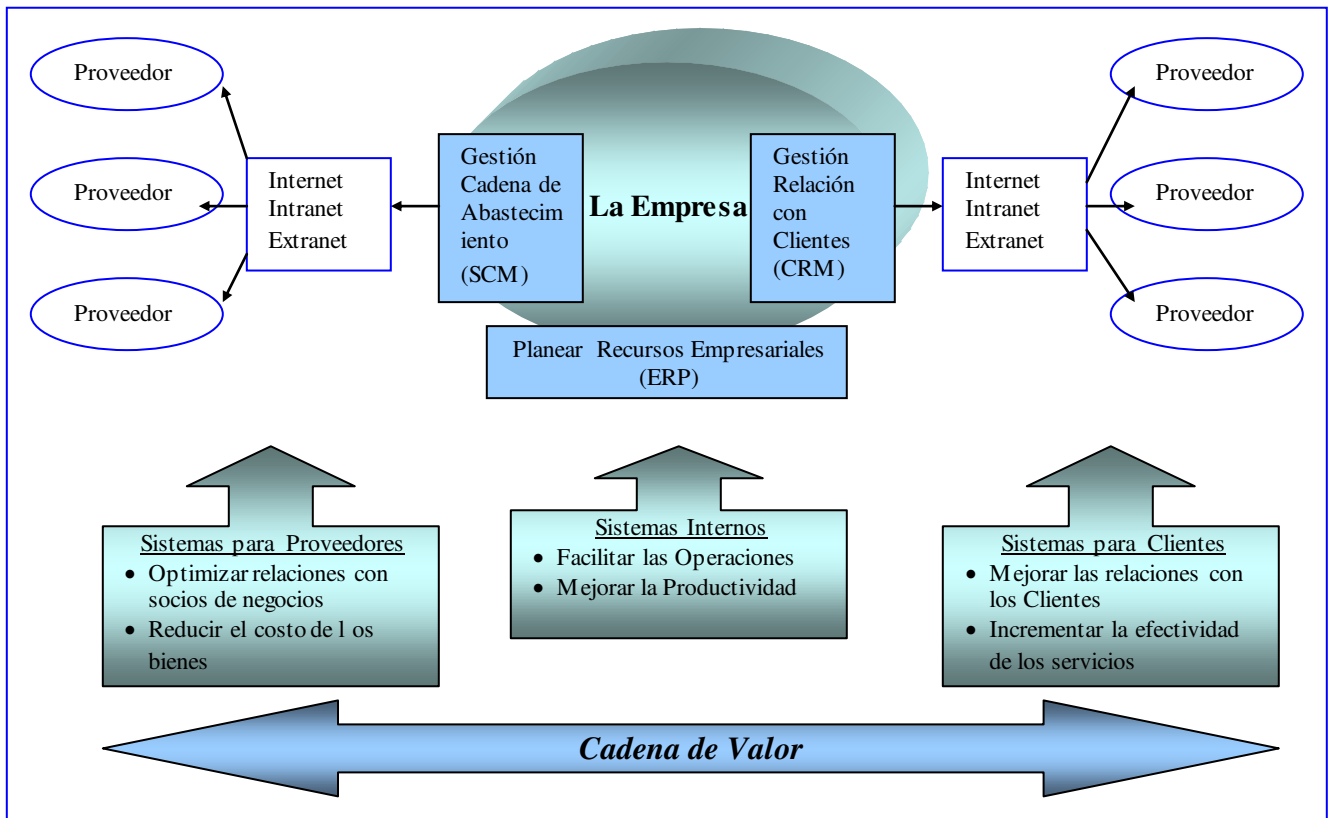 Proveedor
Proveedor
Proveedor
Internet
Intranet
Extranet
Gestión
Cadena de
Abastecim
iento
(SCM)
La Empresa
Gestión
Relación
con
Clientes
(CRM)
Planear Recursos Empresariales
(ERP)
Internet
Intranet
Extranet
Proveedor
Proveedor
Proveedor
Sistemas para Proveedores
• Optimizar relaciones con
socios de negocios
• Reducir el costo de l os
bienes
Sistemas Internos
• Facilitar las Operaciones
• Mejorar la Productividad
Sistemas para Clientes
• Mejorar las relaciones con
los Clientes
• Incrementar la efectividad
de los servicios
Cadena de Valor